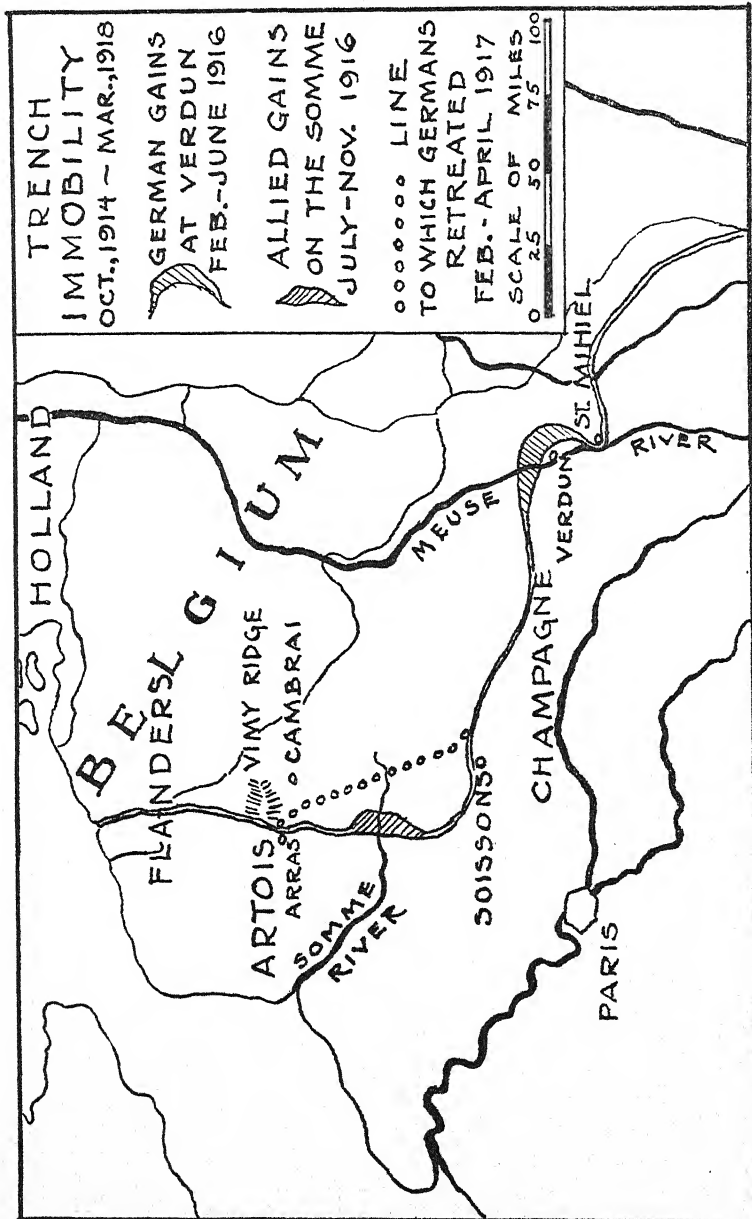 TRENCH
IMMOBILITY
OCT.,1914 ~ MAR.,1918
GERMAN GAINS
AT VERDUN
FEB.-JUNE 1916
ALLIED GAINS
ON THE SOMME
JULY-NOV. 1916
LINE
TO WHICH GERMANS
RETREATED
FEB.-APRIL 1917
SCALE OF MILES
0 25 50 75 100
HOLLAND
BELGIUM
FLANDERS
VIMY RIDGE
CAMBRAI
ARTOIS
ARRAS
SOMME
RIVER
MEUSE
RIVER
ST. MIHIEL
VERDUN
CHAMPAGNE
SOISSONS
PARIS